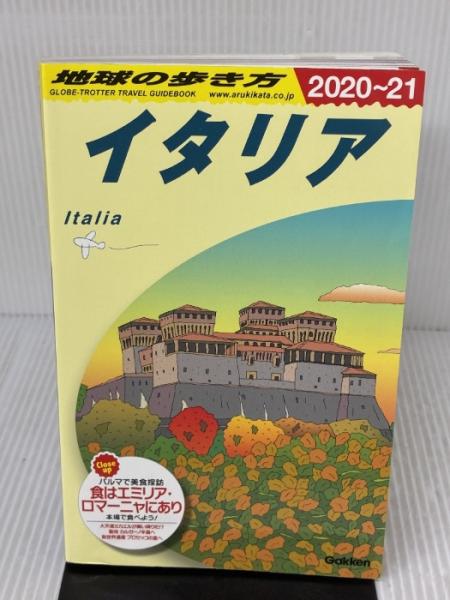 地球の歩き方
GLOBE-TROTTER TRAVEL GUIDEBOOK
www.arukikata.co.jp
2020~21
イタリア
Italia
Close up
パルマで美食探訪
食はエミリア・
ロマーニャにあり
本場で食べよう!
Gakken